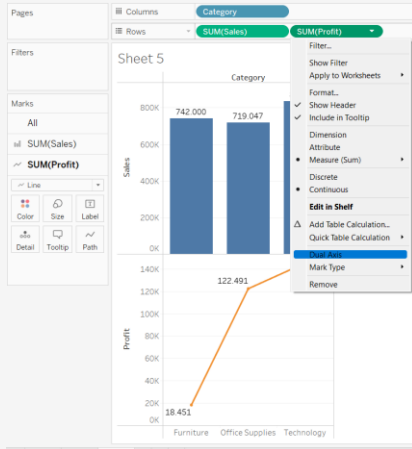 Pages
Columns
Category
Rows
SUM(Sales)
SUM(Profit)
Filters
Sheet 5
Category
Marks
All
SUM(Sales)
SUM(Profit)
Line
Color
Size
Label
Detail
Tooltip
Path
Sales
800K
600K
400K
200K
0K
742.000
719.047
Profit
140K
120K
100K
80K
60K
40K
20K
0K
122.491
18.451
Furniture
Office Supplies
Technology
Filter...
Show Filter
Apply to Worksheets
Format...
Show Header
Include in Tooltip
Dimension
Attribute
Measure (Sum)
Discrete
Continuous
Edit in Shelf
Add Table Calculation...
Quick Table Calculation
Dual Axis
Mark Type
Remove